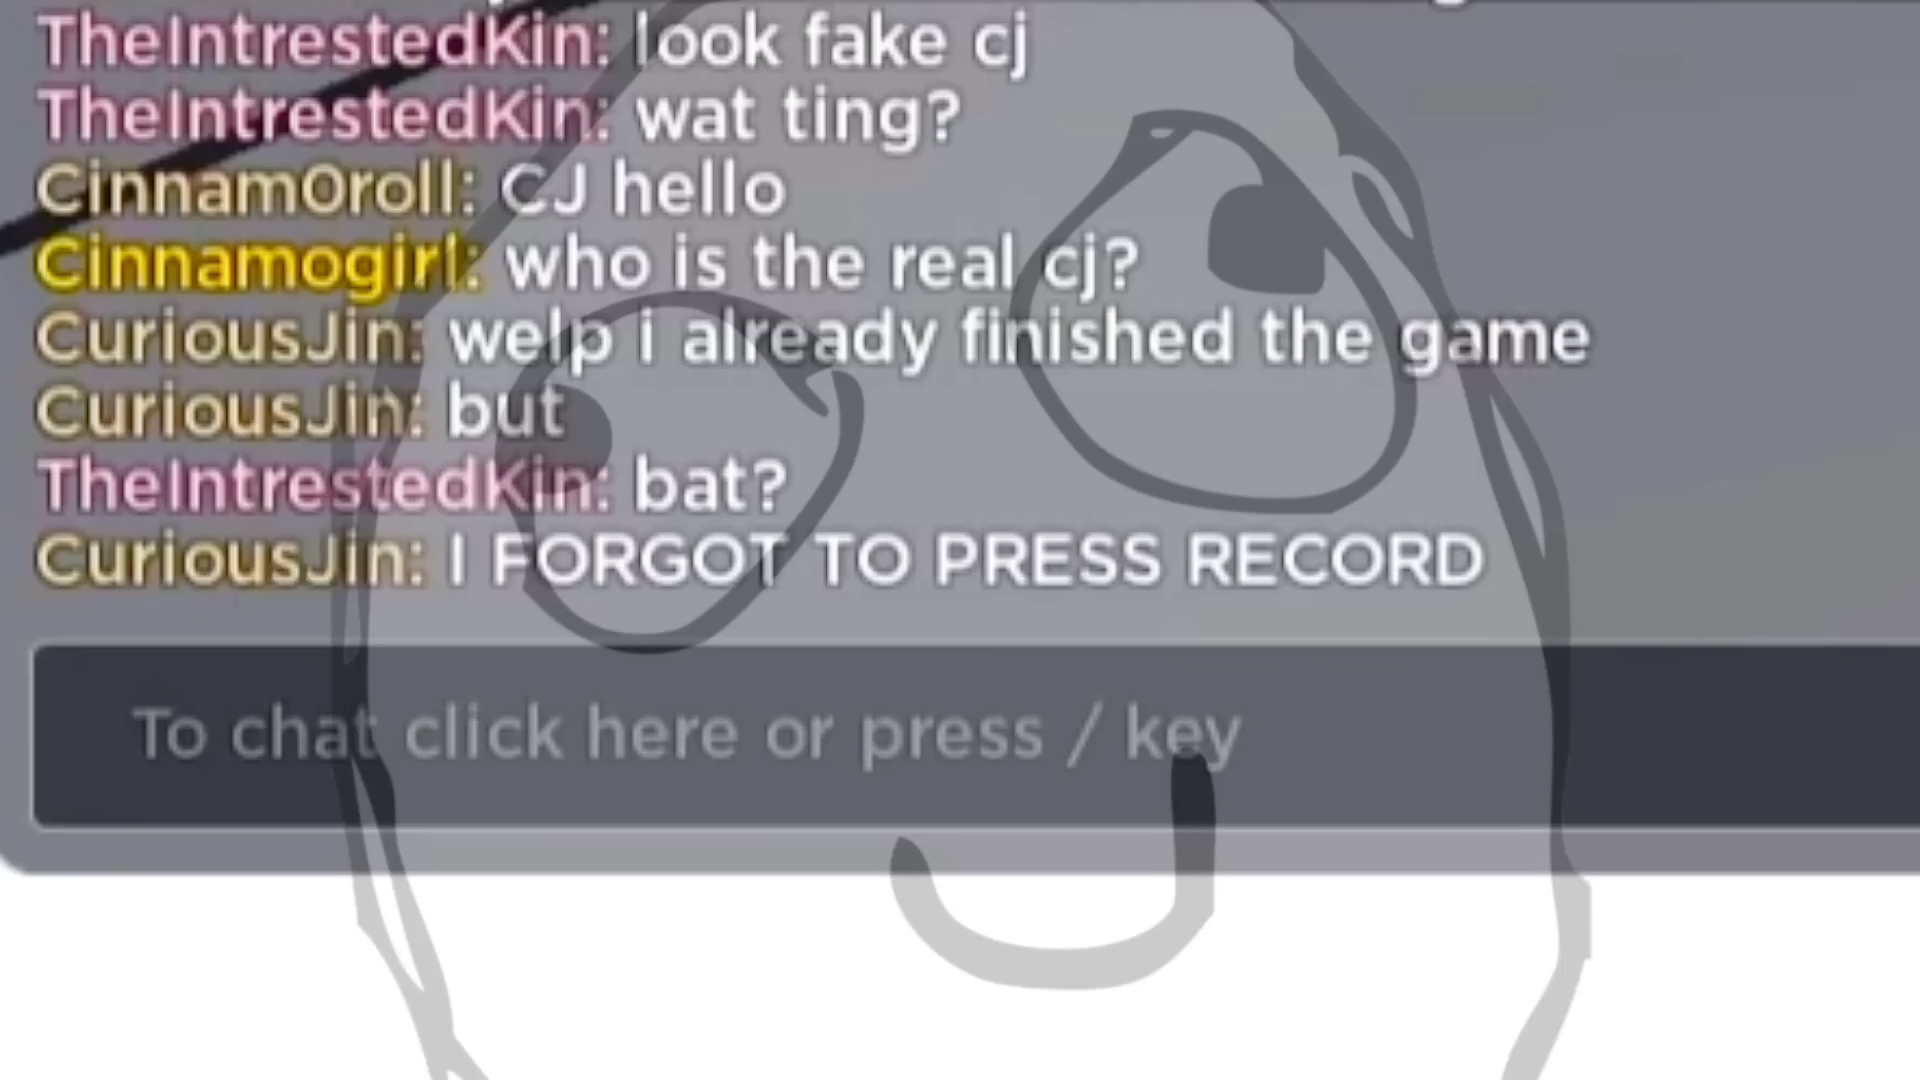 TheIntrestedKin: look fake cj
TheIntrestedKin: wat ting?
Cinnam0roll: CJ hello
Cinnamogirl: who is the real cj?
CuriousJin: welp i already finished the game
CuriousJin: but
TheIntrestedKin: bat?
CuriousJin: I FORGOT TO PRESS RECORD
To chat click here or press / key